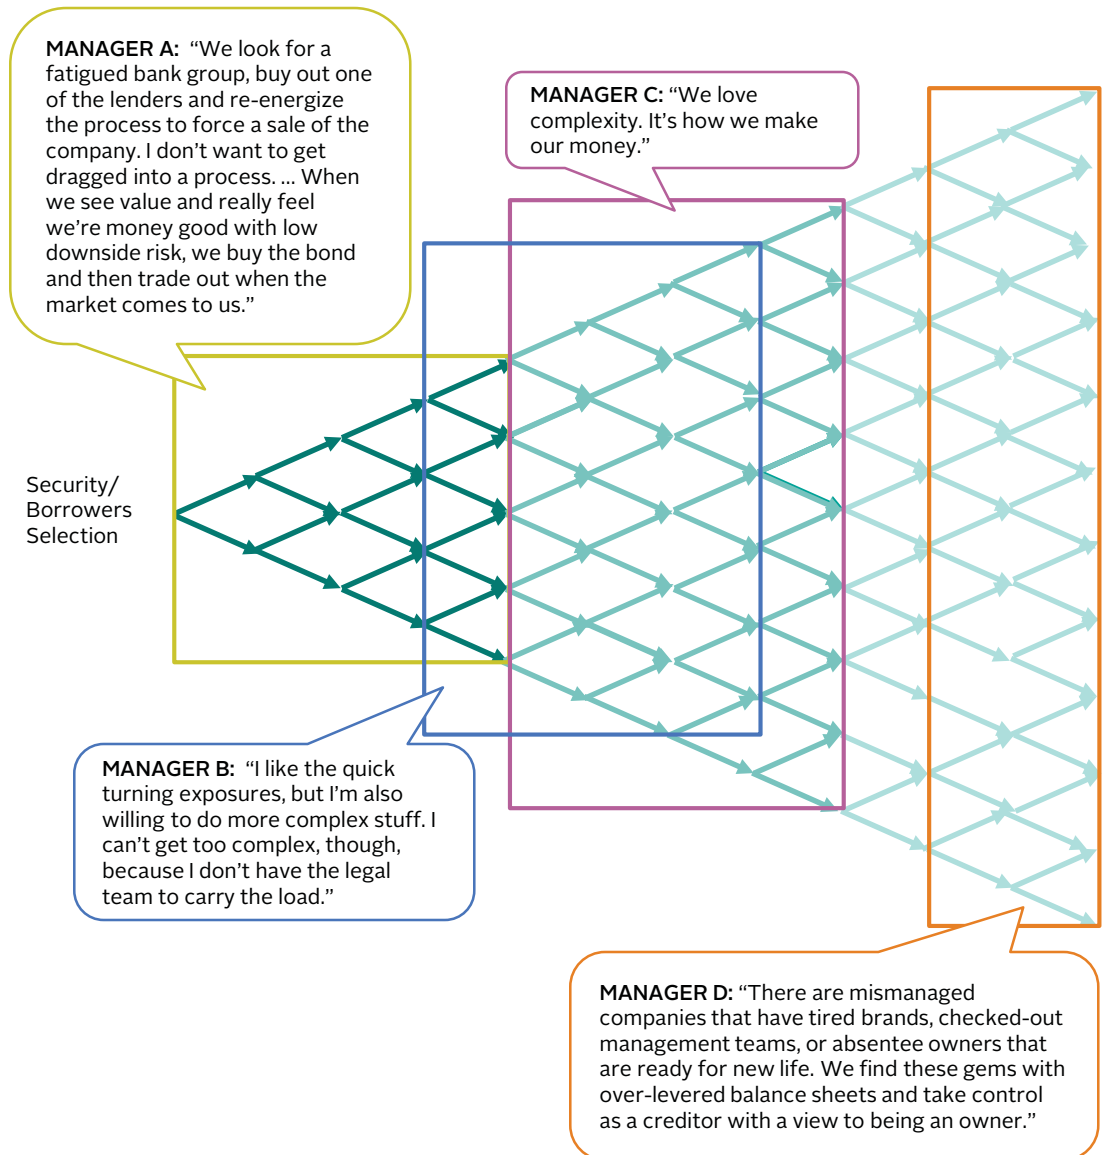 MANAGER A: “We look for a
fatigued bank group, buy out one
of the lenders and re-energize
the process to force a sale of the
company. I don’t want to get
dragged into a process. ... When
we see value and really feel
we’re money good with low
downside risk, we buy the bond
and then trade out when the
market comes to us.”
MANAGER C: “We love
complexity. It’s how we make
our money.”
Security/
Borrowers
Selection
MANAGER B: “I like the quick
turning exposures, but I’m also
willing to do more complex stuff. I
can’t get too complex, though,
because I don’t have the legal
team to carry the load.”
MANAGER D: “There are mismanaged
companies that have tired brands, checked-out
management teams, or absentee owners that
are ready for new life. We find these gems with
over-levered balance sheets and take control
as a creditor with a view to being an owner.”